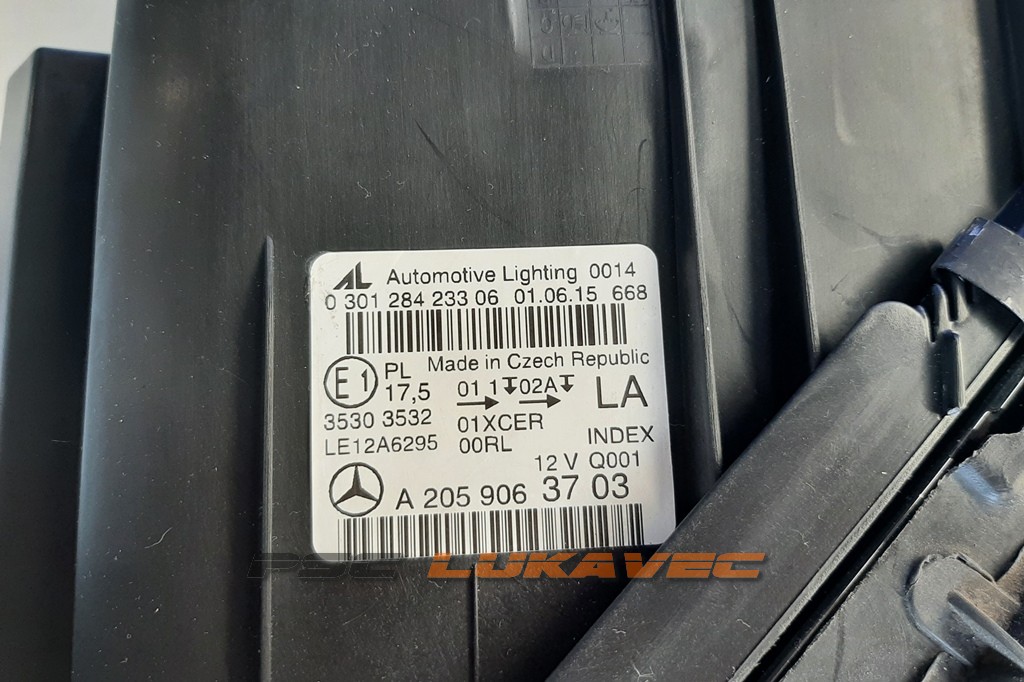 AL Automotive Lighting 0014
0 301 284 233 06 01.06.15 668
Made in Czech Republic
E1 PL 17,5 01 1 02A LA
3530 3532 01XCER
LE12A6295 00RL INDEX
12 V Q001
A 205 906 37 03
PSC LUKAVEC